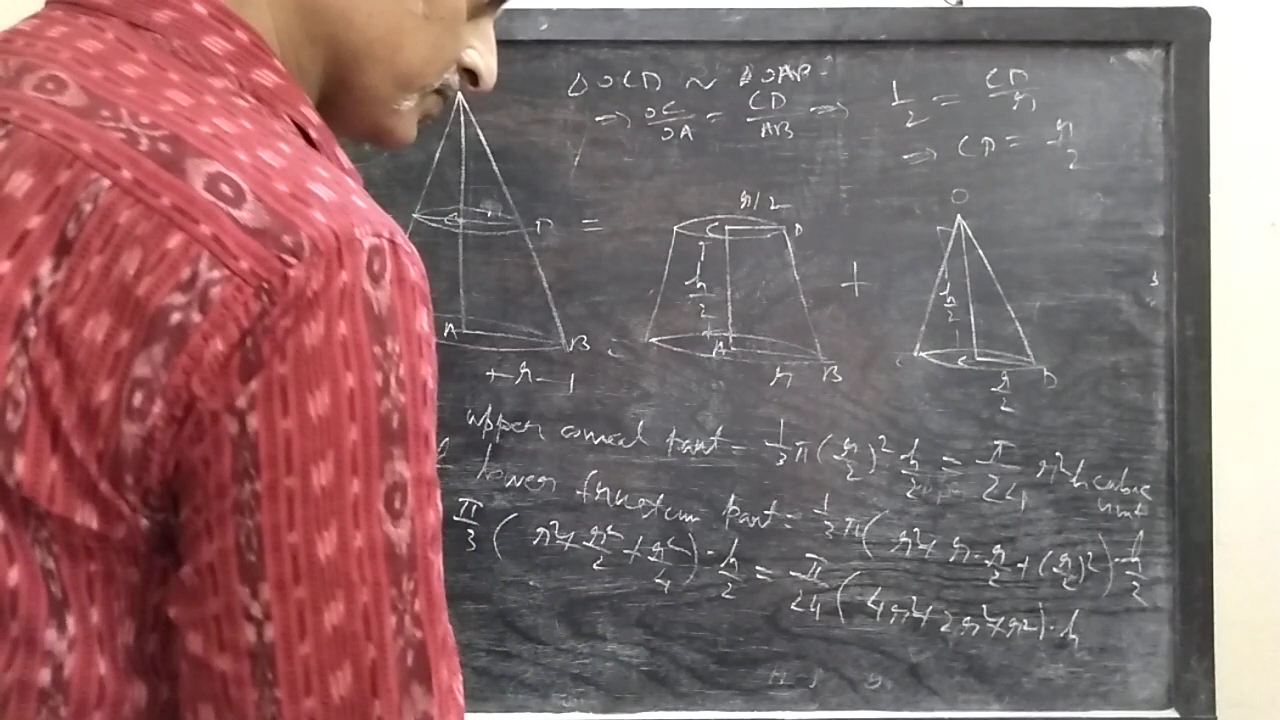 △OCD ~ △OAB
⇒ OC/OA = CD/AB ⇒ 1/2 = CD/r
⇒ CD = r/2
O
r/2
C D = C D
h/2 + h/2
A B A r B C D
r r/2
upper conical part = 1/3 π (r/2)² h/2 = π/24 r²h cubic unit
lower frustum part = 1/3 π (r² + r·r/2 + (r/2)²)·h/2
π/3 (r² + r²/2 + r²/4)·h/2 = π/24 (4r² + 2r² + r²)·h